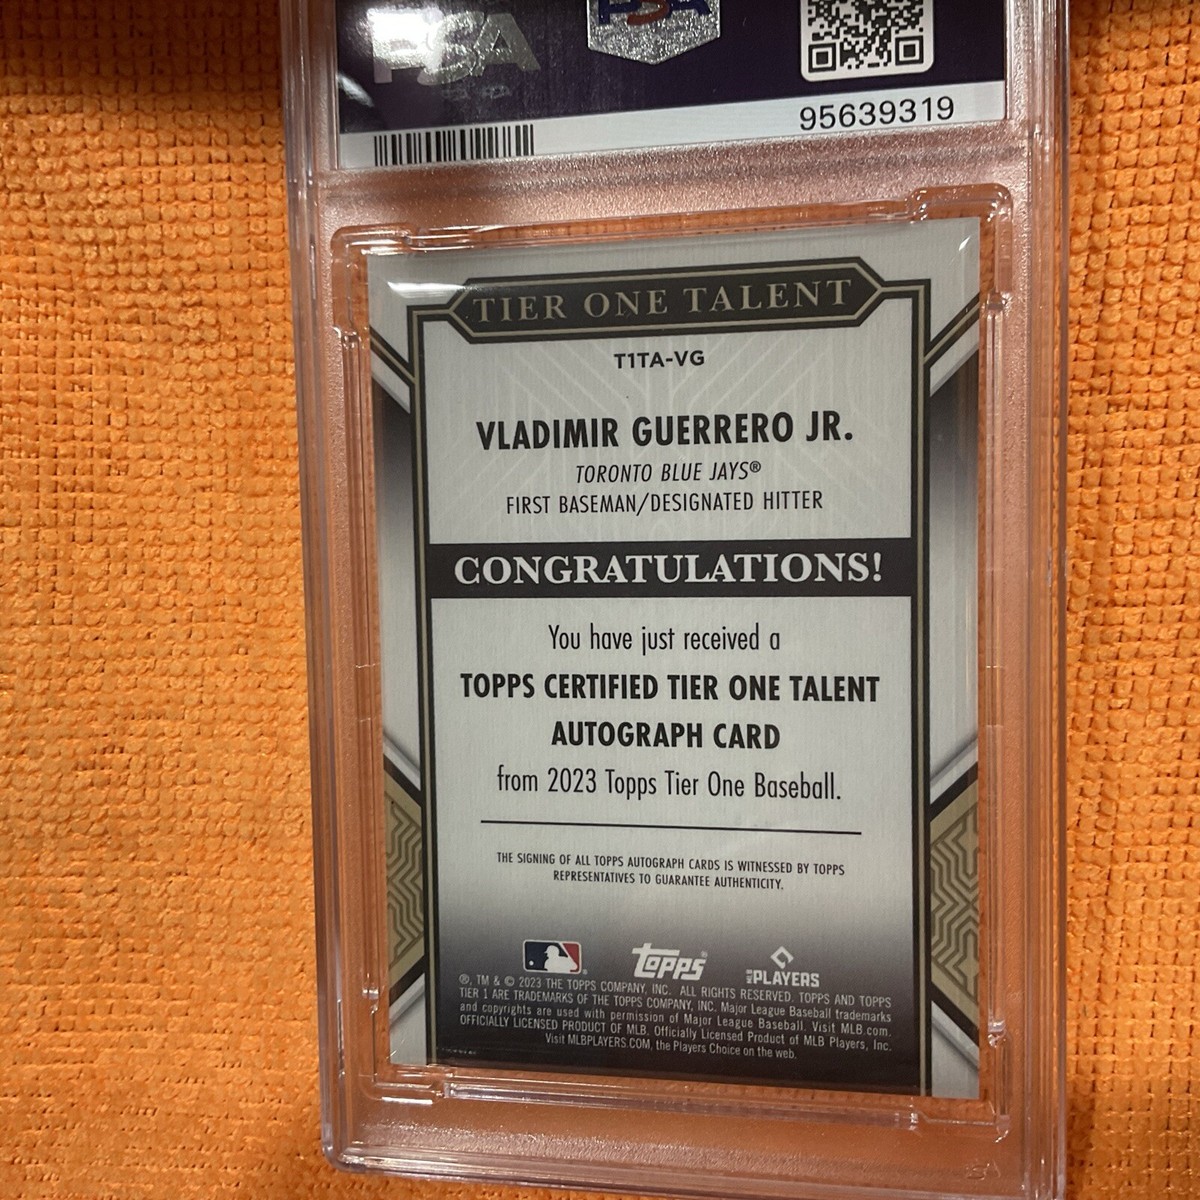 PSA
PSA
95639319
TIER ONE TALENT
T1TA-VG
VLADIMIR GUERRERO JR.
TORONTO BLUE JAYS®
FIRST BASEMAN/DESIGNATED HITTER
CONGRATULATIONS!
You have just received a
TOPPS CERTIFIED TIER ONE TALENT
AUTOGRAPH CARD
from 2023 Topps Tier One Baseball.
THE SIGNING OF ALL TOPPS AUTOGRAPH CARDS IS WITNESSED BY TOPPS
REPRESENTATIVES TO GUARANTEE AUTHENTICITY.
Topps®
MLB PLAYERS
®, TM & © 2023 THE TOPPS COMPANY, INC. ALL RIGHTS RESERVED. TOPPS AND TOPPS
TIER 1 ARE TRADEMARKS OF THE TOPPS COMPANY, INC. Major League Baseball trademarks
and copyrights are used with permission of Major League Baseball. Visit MLB.com.
OFFICIALLY LICENSED PRODUCT OF MLB. Officially Licensed Product of MLB Players, Inc.
Visit MLBPLAYERS.COM, the Players Choice on the web.